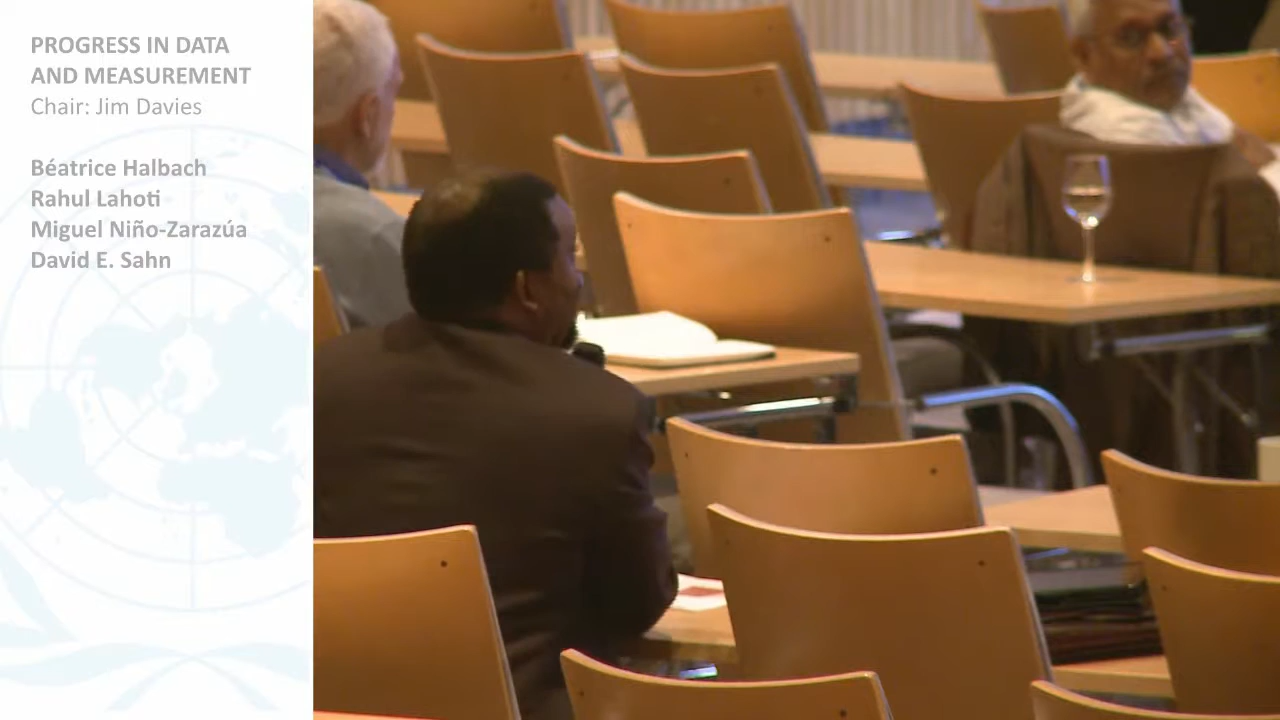 PROGRESS IN DATA
AND MEASUREMENT
Chair: Jim Davies
Béatrice Halbach
Rahul Lahoti
Miguel Niño-Zarazúa
David E. Sahn